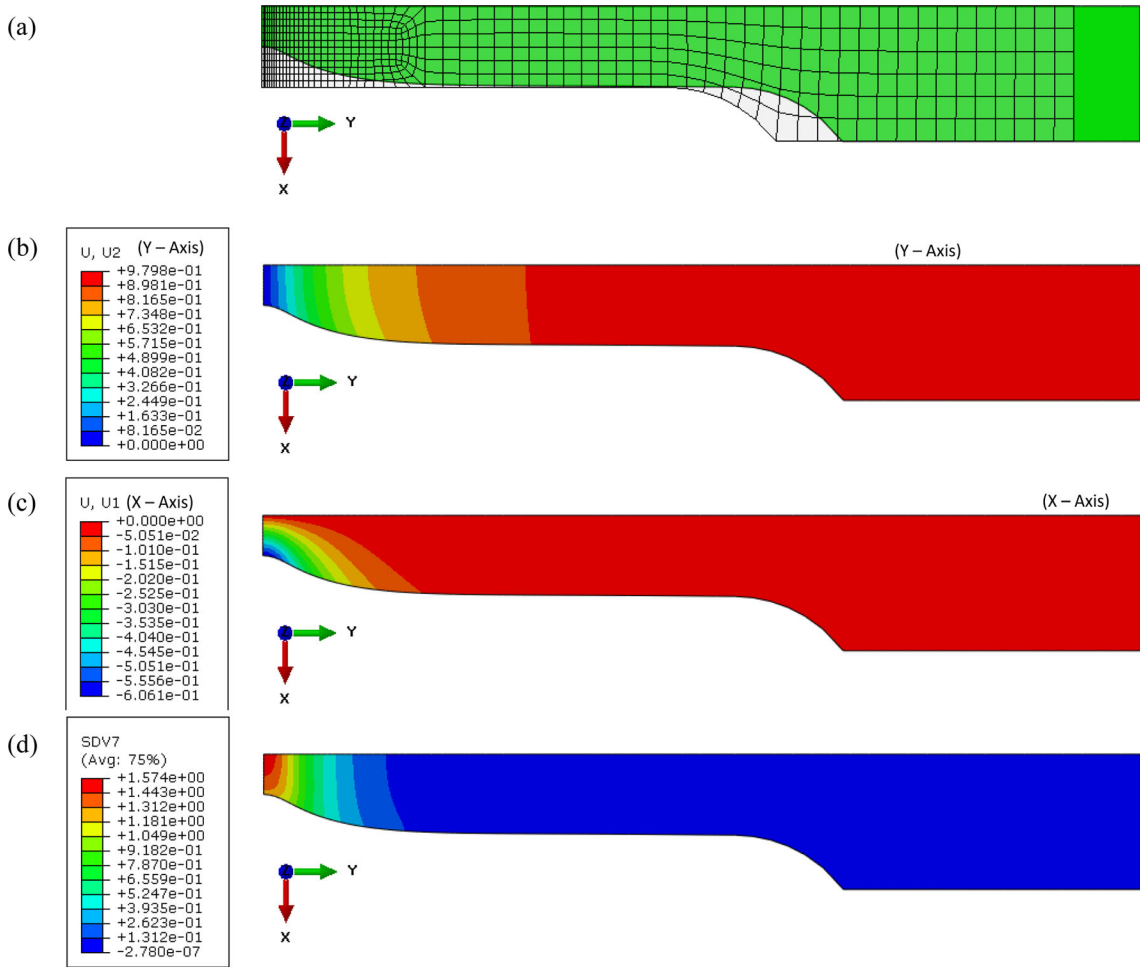 (a)
Z Y
X
(b)
U, U2 (Y – Axis)
+9.798e-01
+8.981e-01
+8.165e-01
+7.348e-01
+6.532e-01
+5.715e-01
+4.899e-01
+4.082e-01
+3.266e-01
+2.449e-01
+1.633e-01
+8.165e-02
+0.000e+00
(Y – Axis)
Z Y
X
(c)
U, U1 (X – Axis)
+0.000e+00
-5.051e-02
-1.010e-01
-1.515e-01
-2.020e-01
-2.525e-01
-3.030e-01
-3.535e-01
-4.040e-01
-4.545e-01
-5.051e-01
-5.556e-01
-6.061e-01
(X – Axis)
Z Y
X
(d)
SDV7
(Avg: 75%)
+1.574e+00
+1.443e+00
+1.312e+00
+1.181e+00
+1.049e+00
+9.182e-01
+7.870e-01
+6.559e-01
+5.247e-01
+3.935e-01
+2.623e-01
+1.312e-01
-2.780e-07
Z Y
X